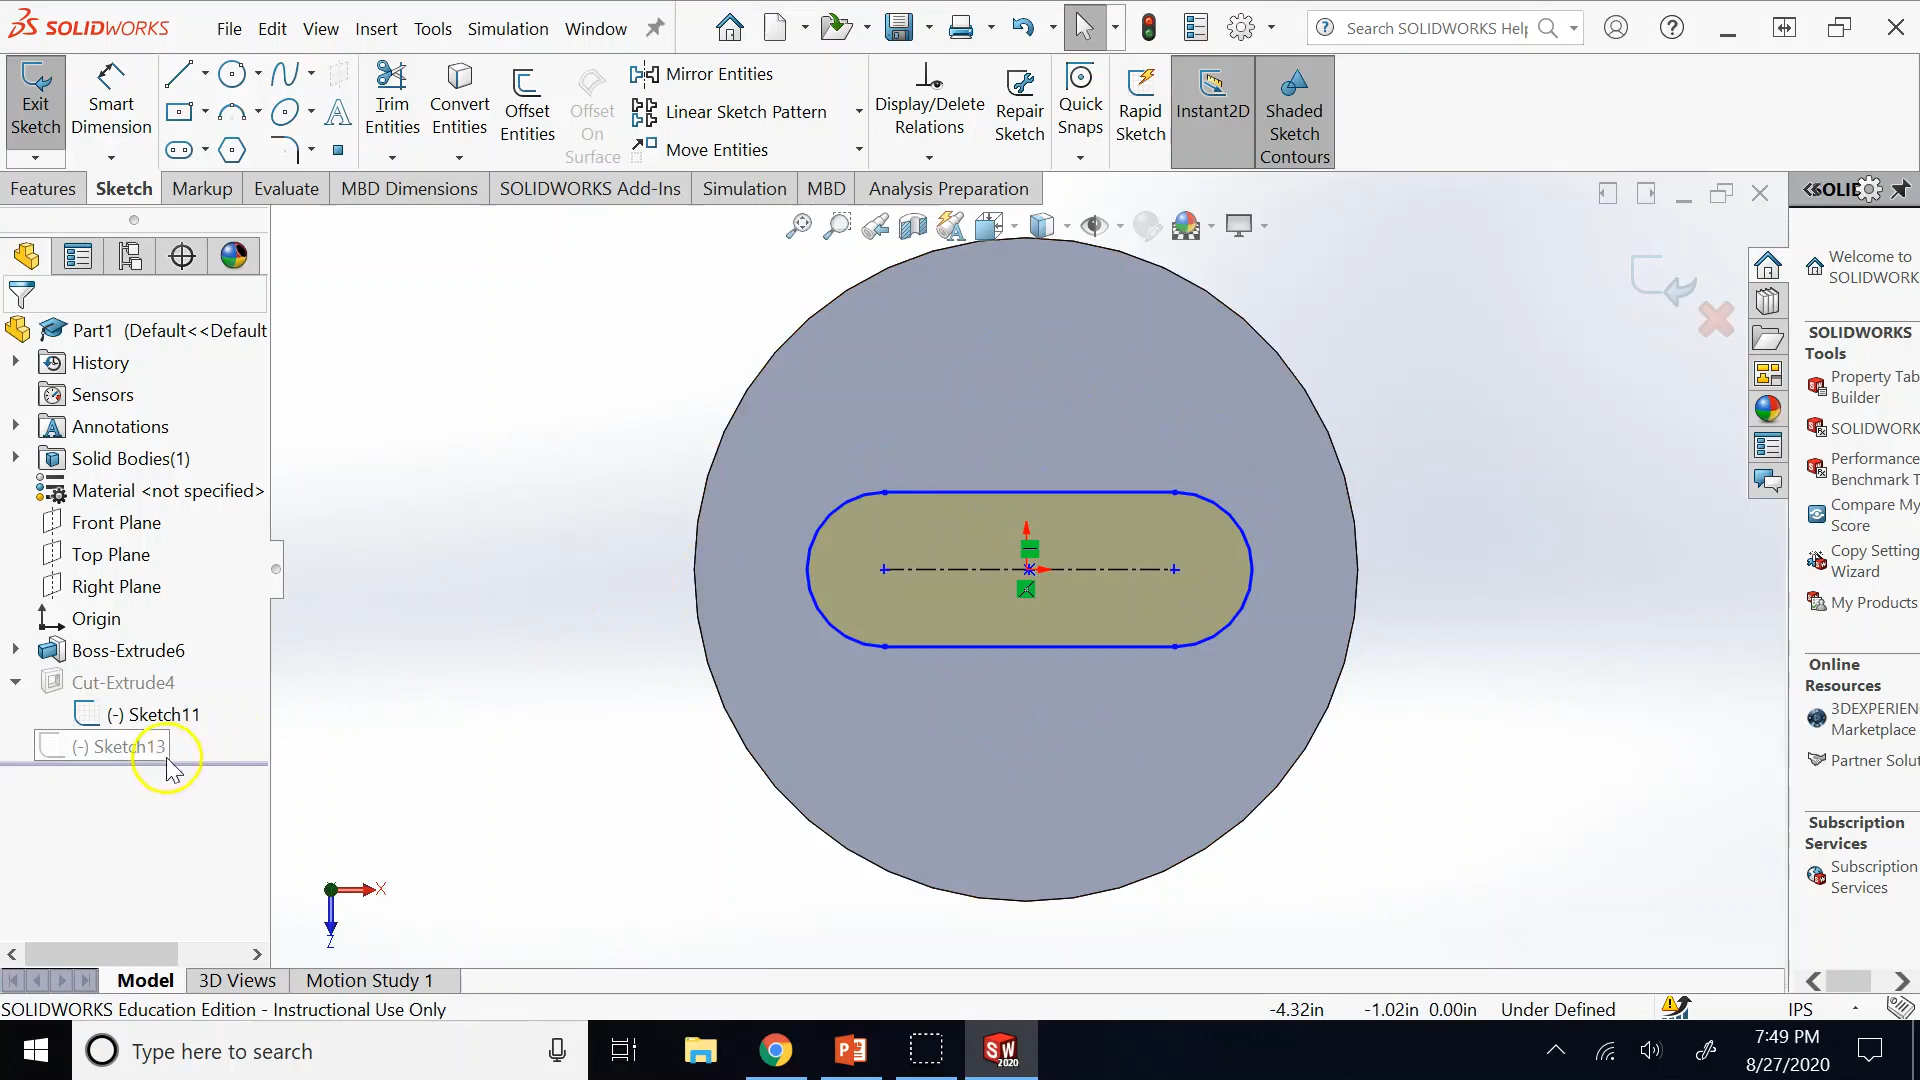 SOLIDWORKS
File
Edit
View
Insert
Tools
Simulation
Window
Search SOLIDWORKS Help
Exit
Sketch
Smart
Dimension
Trim
Entities
Convert
Entities
Offset
Entities
Offset
On
Surface
Mirror Entities
Linear Sketch Pattern
Move Entities
Display/Delete
Relations
Repair
Sketch
Quick
Snaps
Rapid
Sketch
Instant2D
Shaded
Sketch
Contours
Features
Sketch
Markup
Evaluate
MBD Dimensions
SOLIDWORKS Add-Ins
Simulation
MBD
Analysis Preparation
Part1 (Default<<Default
History
Sensors
Annotations
Solid Bodies(1)
Material <not specified>
Front Plane
Top Plane
Right Plane
Origin
Boss-Extrude6
Cut-Extrude4
(-) Sketch11
(-) Sketch13
X
Z
SOLI
Welcome to
SOLIDWORKS
SOLIDWORKS
Tools
Property Tab
Builder
SOLIDWORK
Performance
Benchmark T
Compare My
Score
Copy Setting
Wizard
My Products
Online
Resources
3DEXPERIEN
Marketplace
Partner Solu
Subscription
Services
Subscription
Services
Model
3D Views
Motion Study 1
SOLIDWORKS Education Edition - Instructional Use Only
-4.32in
-1.02in
0.00in
Under Defined
IPS
Type here to search
SW
2020
7:49 PM
8/27/2020